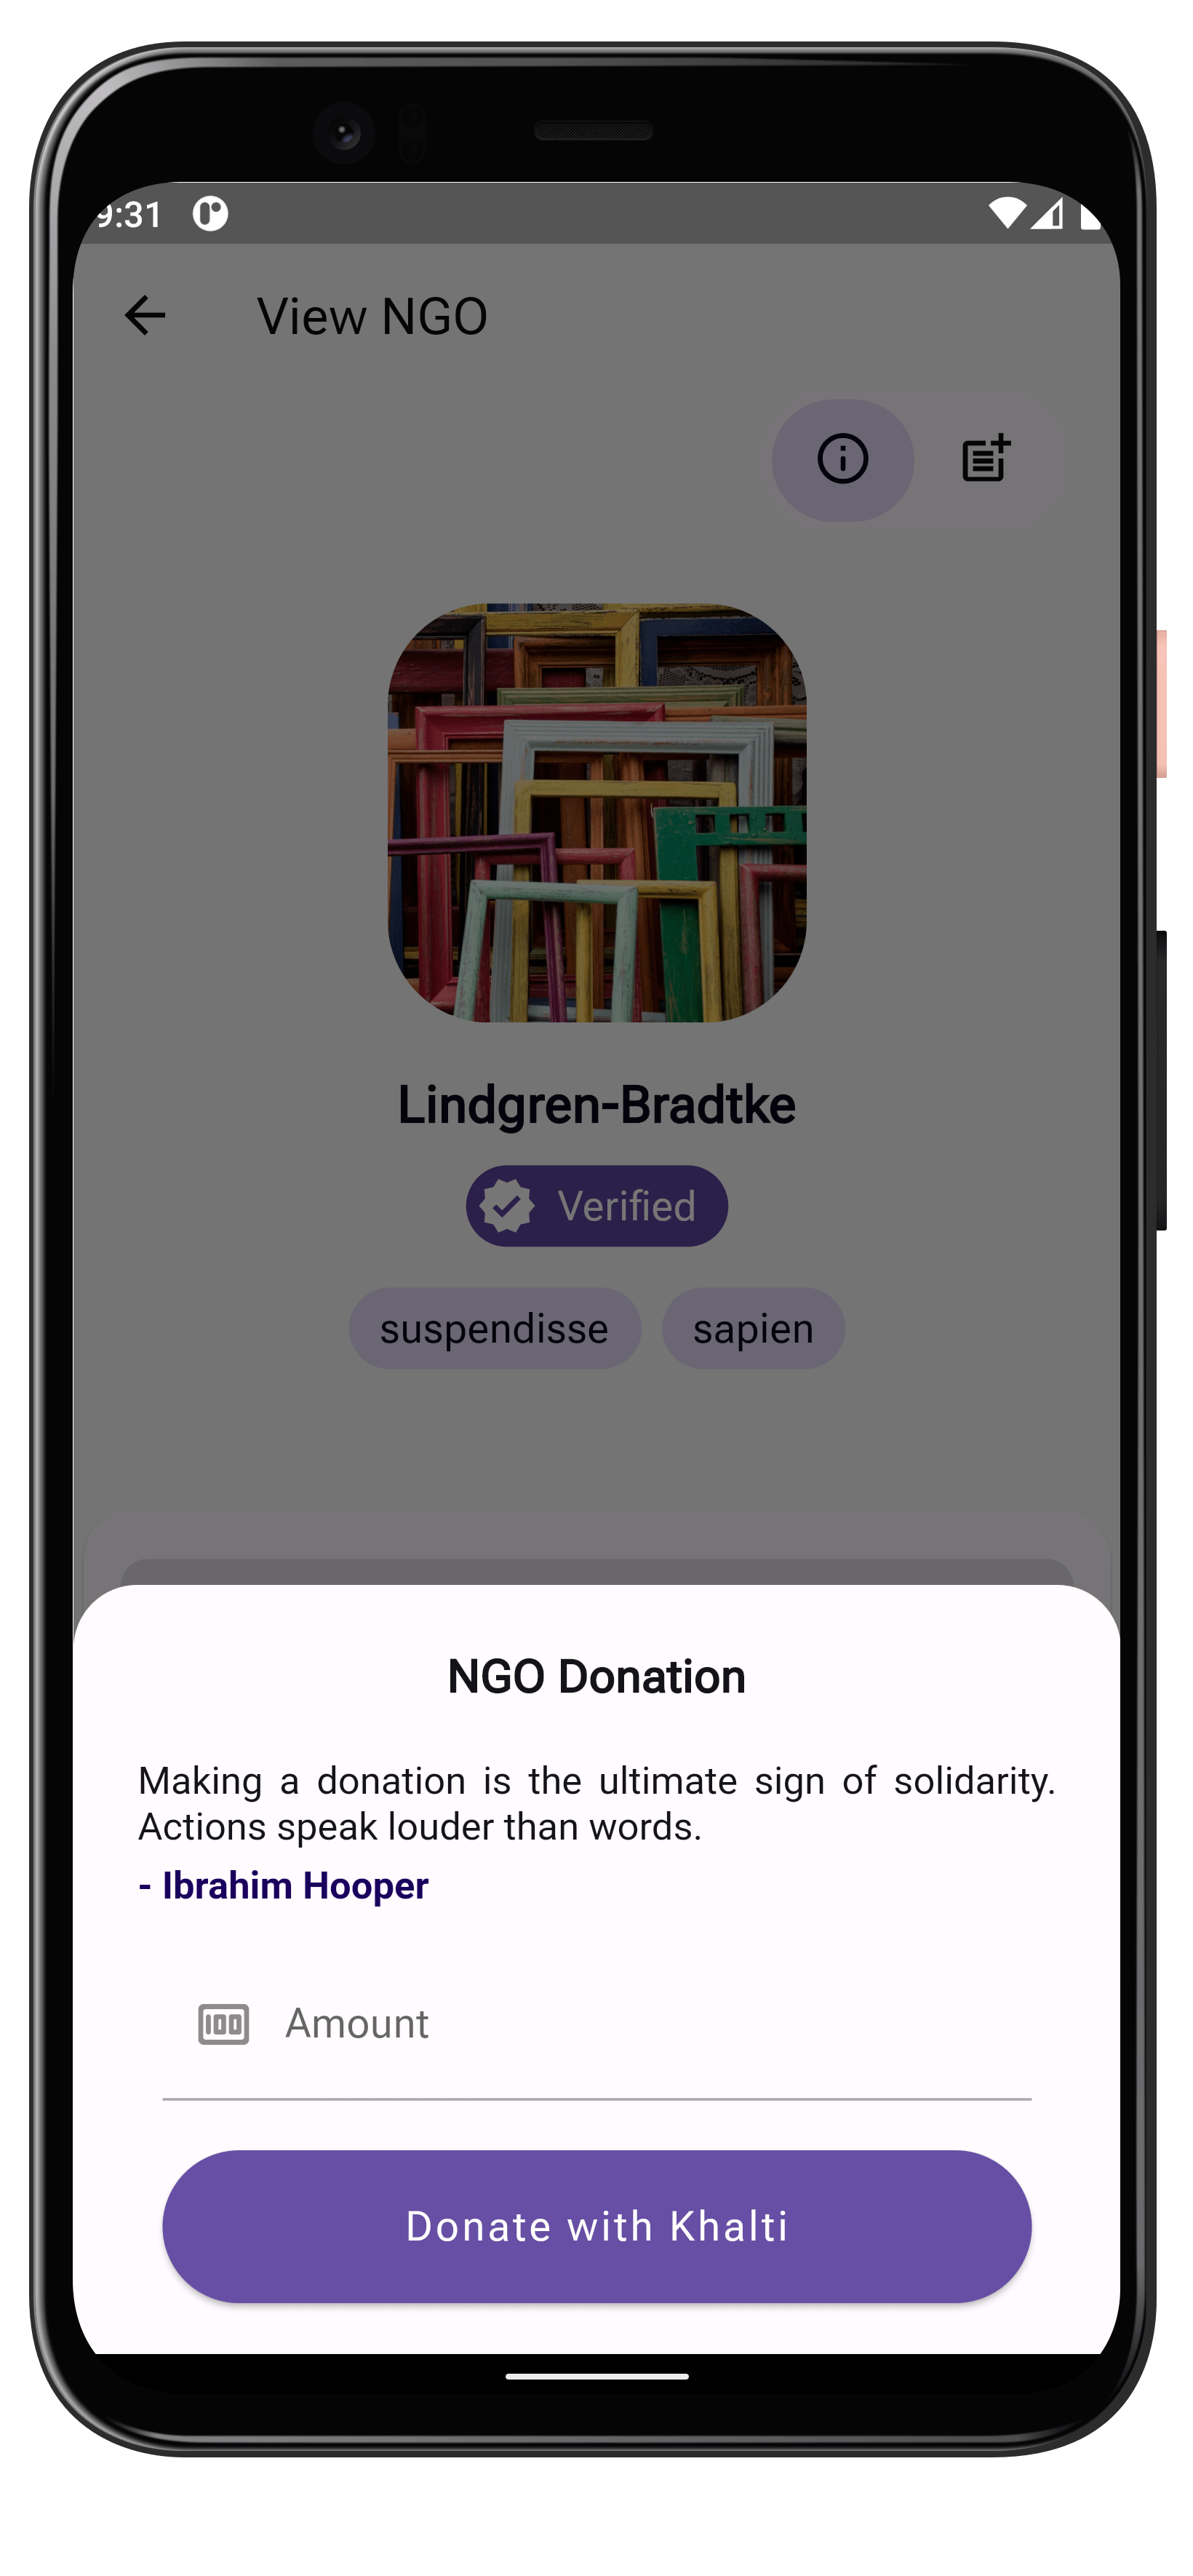 9:31
View NGO
Lindgren-Bradtke
Verified
suspendisse sapien
NGO Donation
Making a donation is the ultimate sign of solidarity.
Actions speak louder than words.
- Ibrahim Hooper
100 Amount
Donate with Khalti